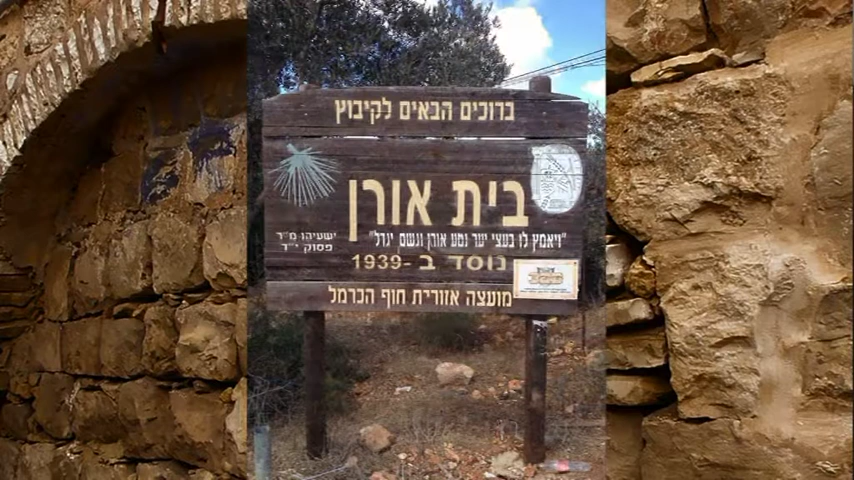 ברוכים הבאים לקיבוץ
בית אורן
"ויאמץ לו בעצי יער נטע אורן וגשם יגדל"
ישעיהו מ"ד
פסוק י"ד
נוסד ב-1939
מועצה אזורית חוף הכרמל